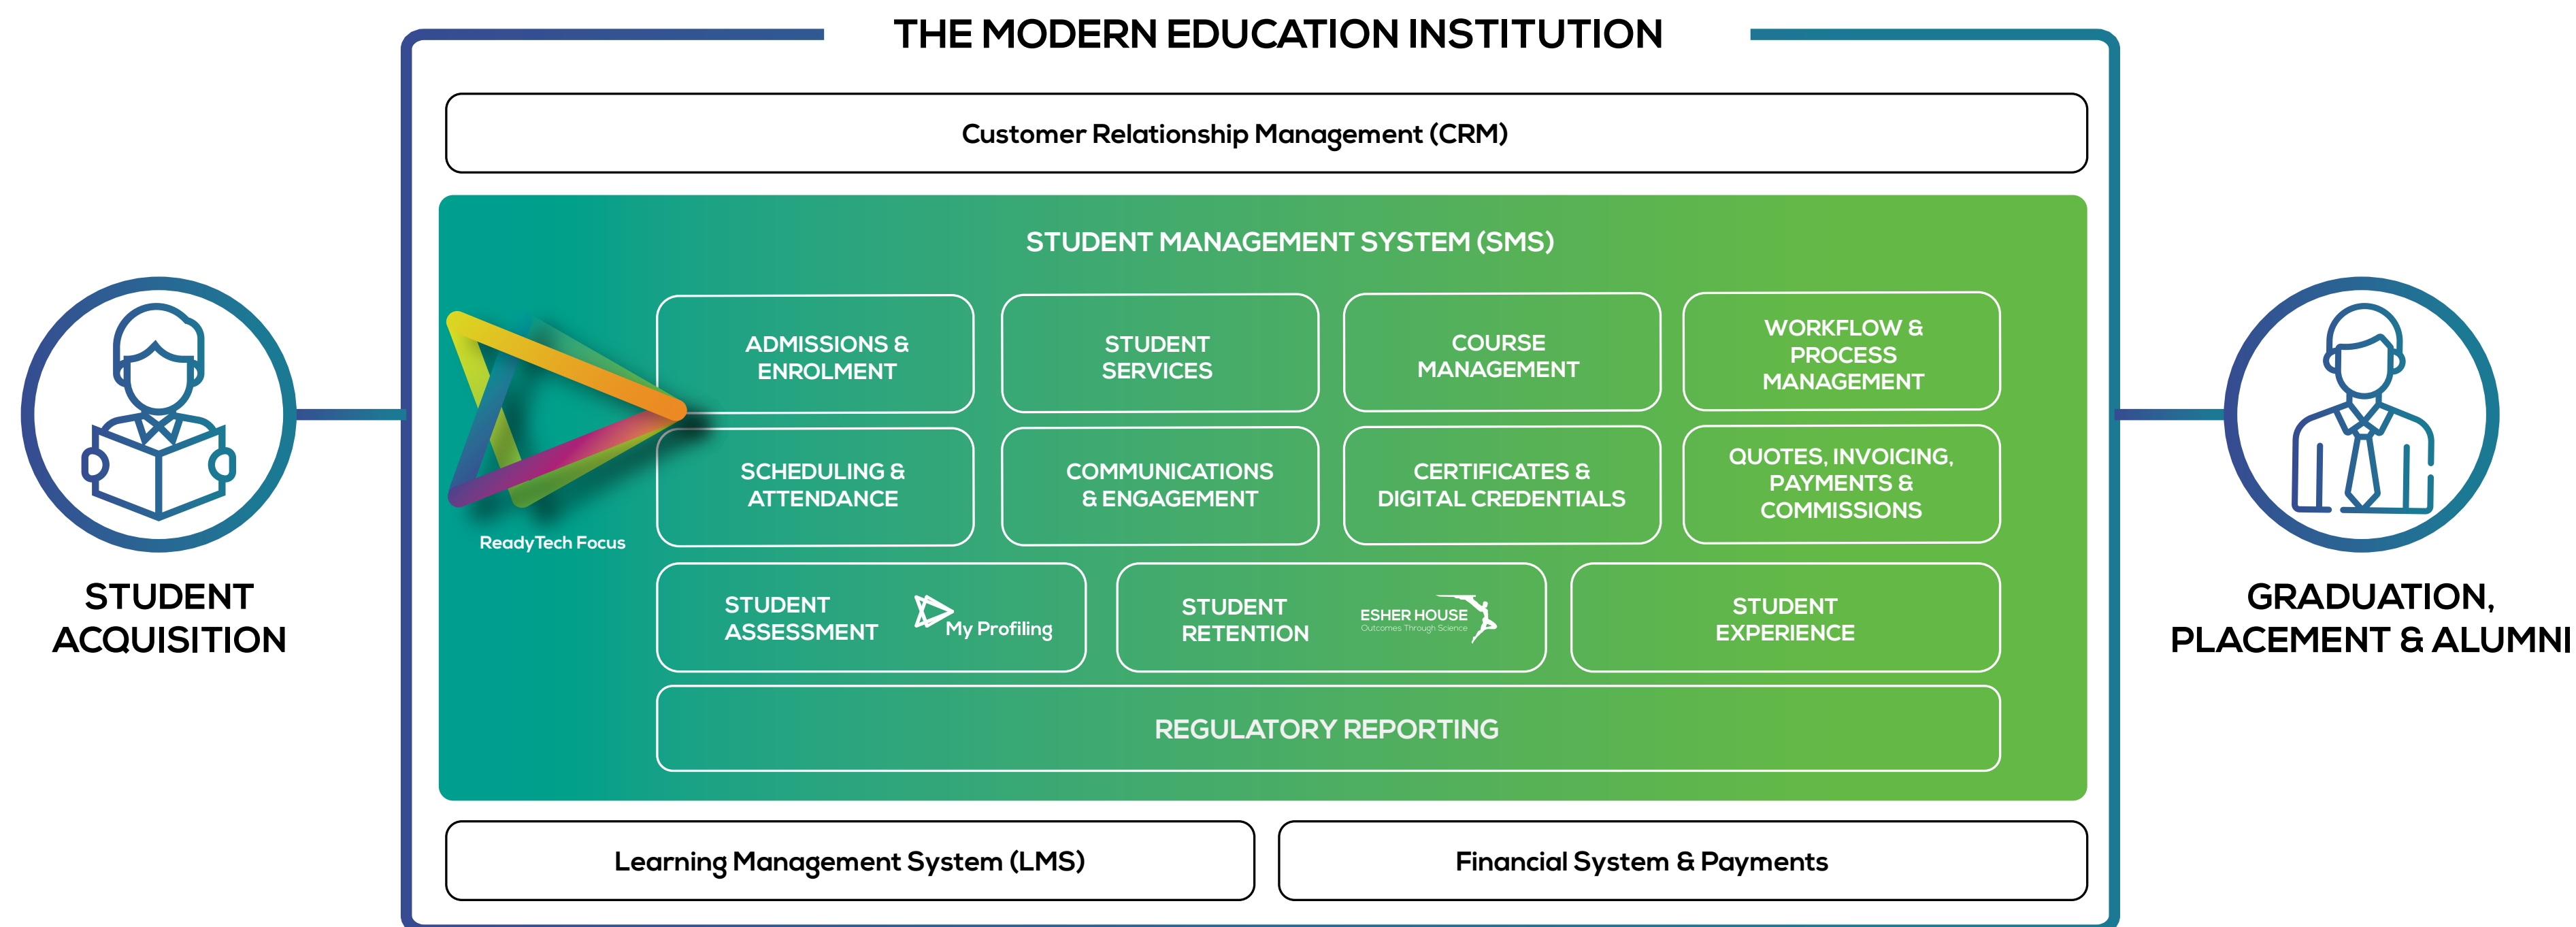 THE MODERN EDUCATION INSTITUTION
Customer Relationship Management (CRM)
STUDENT MANAGEMENT SYSTEM (SMS)
ADMISSIONS &
ENROLMENT
STUDENT
SERVICES
COURSE
MANAGEMENT
WORKFLOW &
PROCESS
MANAGEMENT
SCHEDULING &
ATTENDANCE
COMMUNICATIONS
& ENGAGEMENT
CERTIFICATES &
DIGITAL CREDENTIALS
QUOTES, INVOICING,
PAYMENTS &
COMMISSIONS
ReadyTech Focus
STUDENT
ASSESSMENT
My Profiling
STUDENT
RETENTION
ESHER HOUSE
Outcomes Through Science
STUDENT
EXPERIENCE
REGULATORY REPORTING
Learning Management System (LMS)
Financial System & Payments
STUDENT
ACQUISITION
GRADUATION,
PLACEMENT & ALUMNI